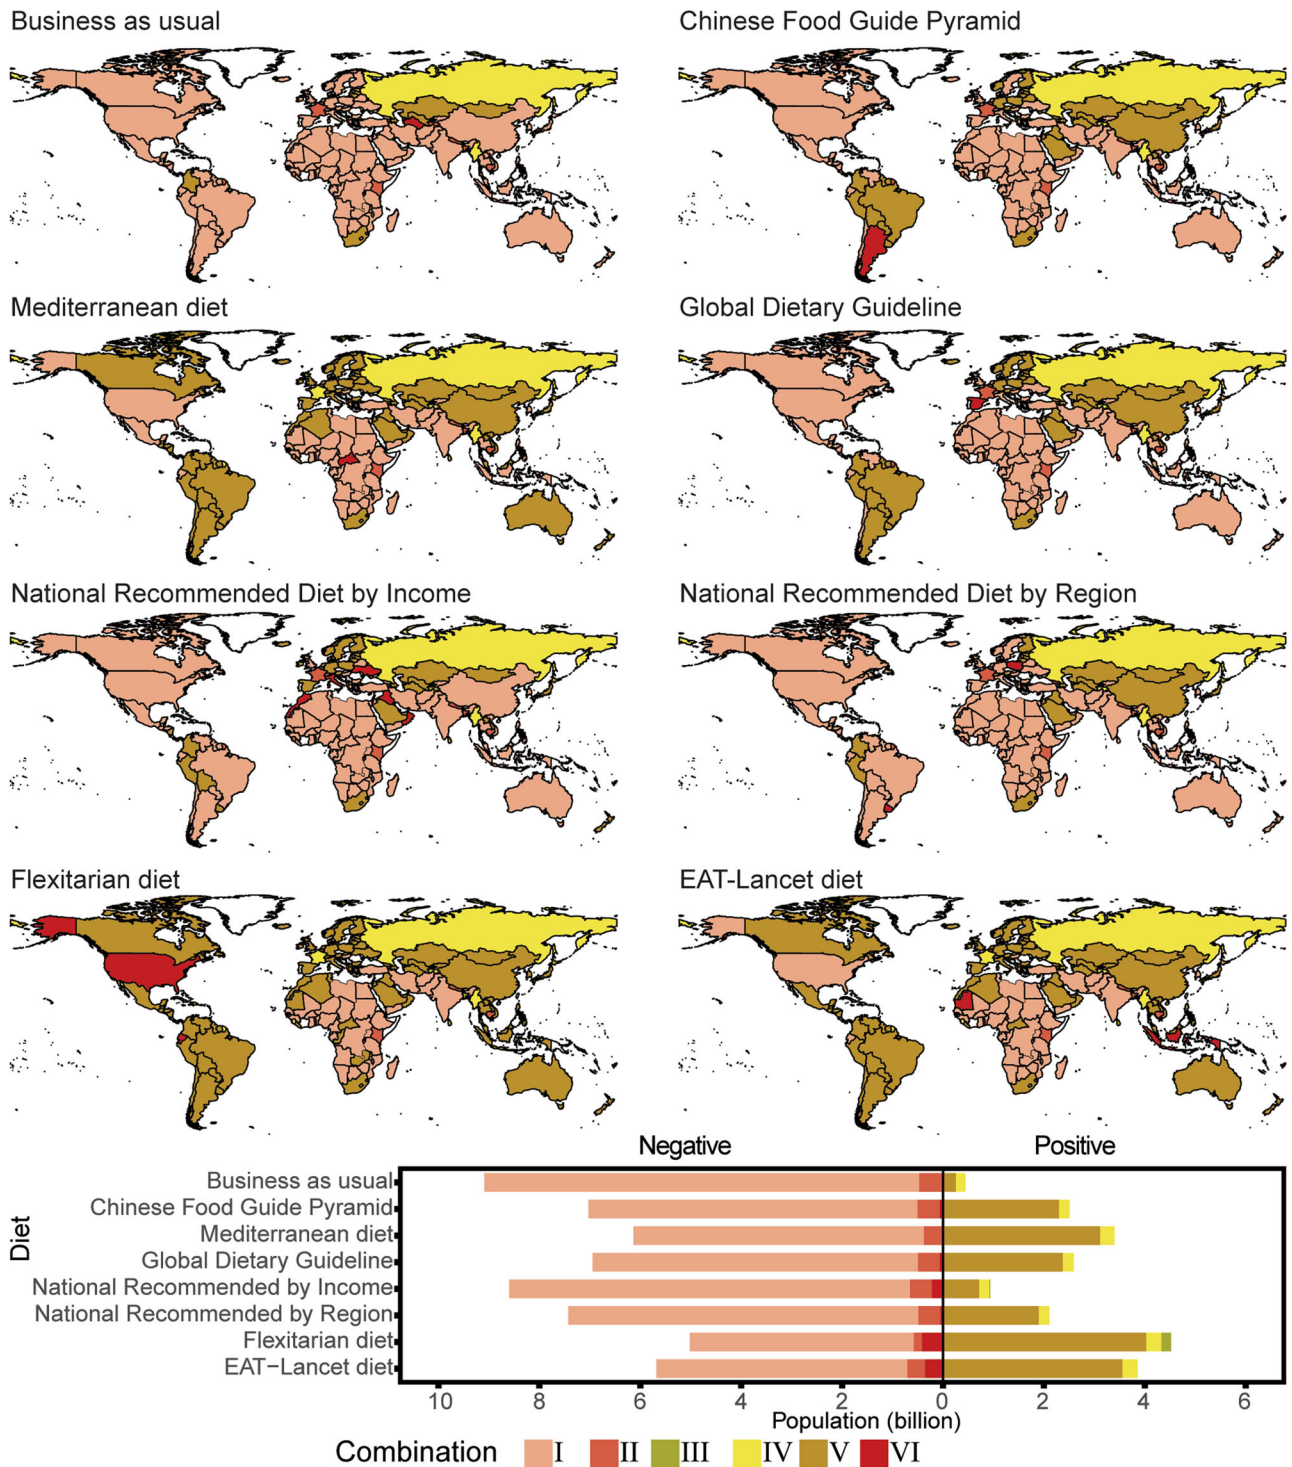 Business as usual
Chinese Food Guide Pyramid
Mediterranean diet
Global Dietary Guideline
National Recommended Diet by Income
National Recommended Diet by Region
Flexitarian diet
EAT-Lancet diet
Negative
Positive
Diet
Business as usual
Chinese Food Guide Pyramid
Mediterranean diet
Global Dietary Guideline
National Recommended by Income
National Recommended by Region
Flexitarian diet
EAT−Lancet diet
10 8 6 4 2 0 2 4 6
Population (billion)
Combination I II III IV V VI